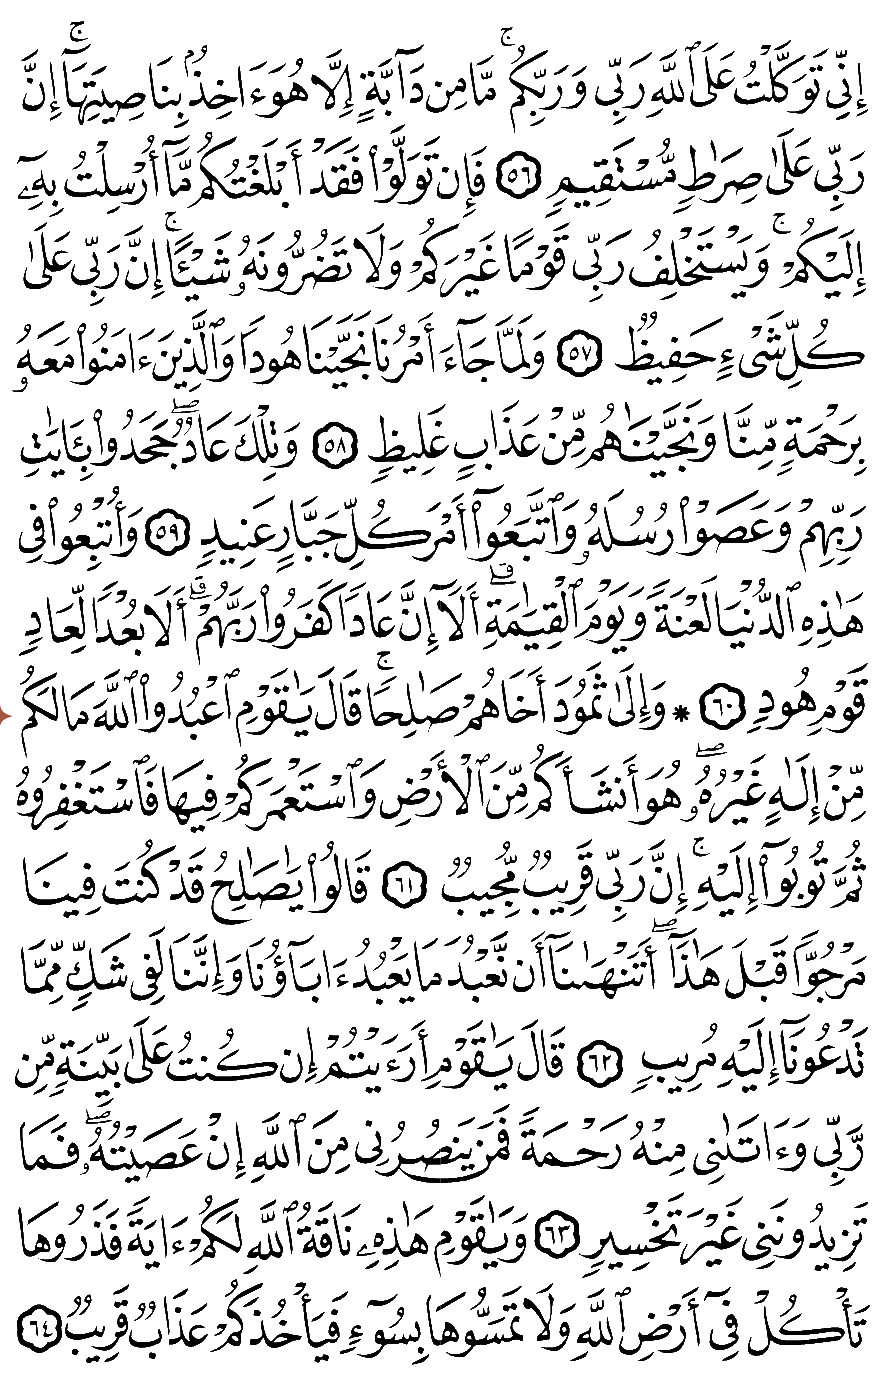 إِنِّي تَوَكَّلْتُ عَلَى ٱللَّهِ رَبِّي وَرَبِّكُمۚ مَّا مِن دَآبَّةٍ إِلَّا هُوَ ءَاخِذُۢ بِنَاصِيَتِهَآۚ إِنَّ
رَبِّي عَلَىٰ صِرَٰطٍ مُّسْتَقِيمٍ ٥٦ فَإِن تَوَلَّوْا۟ فَقَدْ أَبْلَغْتُكُم مَّآ أُرْسِلْتُ بِهِۦٓ
إِلَيْكُمْۚ وَيَسْتَخْلِفُ رَبِّي قَوْمًا غَيْرَكُمْ وَلَا تَضُرُّونَهُۥ شَيْـًٔاۚ إِنَّ رَبِّي عَلَىٰ
كُلِّ شَىْءٍ حَفِيظٌ ٥٧ وَلَمَّا جَآءَ أَمْرُنَا نَجَّيْنَا هُودًا وَٱلَّذِينَ ءَامَنُوا۟ مَعَهُۥ
بِرَحْمَةٍ مِّنَّا وَنَجَّيْنَٰهُم مِّنْ عَذَابٍ غَلِيظٍ ٥٨ وَتِلْكَ عَادٌۖ جَحَدُوا۟ بِـَٔايَٰتِ
رَبِّهِمْ وَعَصَوْا۟ رُسُلَهُۥ وَٱتَّبَعُوٓا۟ أَمْرَ كُلِّ جَبَّارٍ عَنِيدٍ ٥٩ وَأُتْبِعُوا۟ فِي
هَٰذِهِ ٱلدُّنْيَا لَعْنَةً وَيَوْمَ ٱلْقِيَٰمَةِۗ أَلَآ إِنَّ عَادًا كَفَرُوا۟ رَبَّهُمْۗ أَلَا بُعْدًا لِّعَادٍ
قَوْمِ هُودٍ ٦٠ * وَإِلَىٰ ثَمُودَ أَخَاهُمْ صَٰلِحًاۚ قَالَ يَٰقَوْمِ ٱعْبُدُوا۟ ٱللَّهَ مَا لَكُم
مِّنْ إِلَٰهٍ غَيْرُهُۥۖ هُوَ أَنشَأَكُم مِّنَ ٱلْأَرْضِ وَٱسْتَعْمَرَكُمْ فِيهَا فَٱسْتَغْفِرُوهُ
ثُمَّ تُوبُوٓا۟ إِلَيْهِۚ إِنَّ رَبِّي قَرِيبٌ مُّجِيبٌ ٦١ قَالُوا۟ يَٰصَٰلِحُ قَدْ كُنتَ فِينَا
مَرْجُوًّا قَبْلَ هَٰذَآۖ أَتَنْهَىٰنَآ أَن نَّعْبُدَ مَا يَعْبُدُ ءَابَآؤُنَا وَإِنَّنَا لَفِي شَكٍّ مِّمَّا
تَدْعُونَآ إِلَيْهِ مُرِيبٍ ٦٢ قَالَ يَٰقَوْمِ أَرَءَيْتُمْ إِن كُنتُ عَلَىٰ بَيِّنَةٍ مِّن
رَّبِّي وَءَاتَىٰنِي مِنْهُ رَحْمَةً فَمَن يَنصُرُنِي مِنَ ٱللَّهِ إِنْ عَصَيْتُهُۥۖ فَمَا
تَزِيدُونَنِي غَيْرَ تَخْسِيرٍ ٦٣ وَيَٰقَوْمِ هَٰذِهِۦ نَاقَةُ ٱللَّهِ لَكُمْ ءَايَةً فَذَرُوهَا
تَأْكُلْ فِيٓ أَرْضِ ٱللَّهِ وَلَا تَمَسُّوهَا بِسُوٓءٍ فَيَأْخُذَكُمْ عَذَابٌ قَرِيبٌ ٦٤